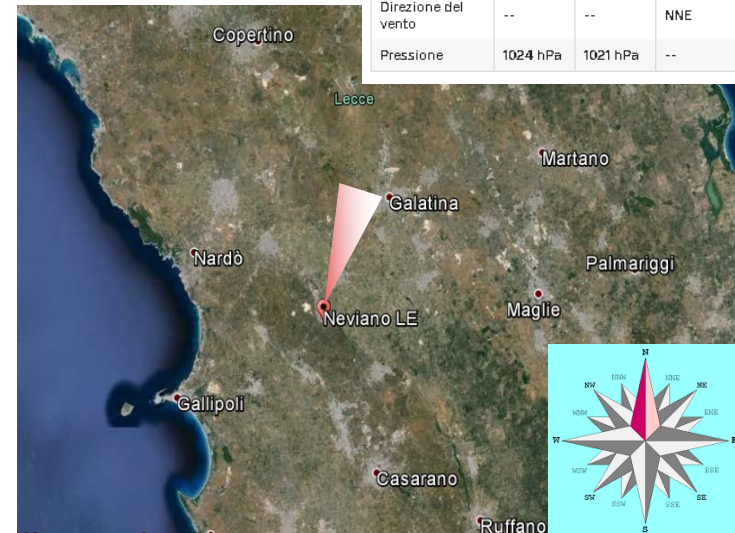 Direzione del
vento -- -- NNE
Pressione 1024 hPa 1021 hPa --
Copertino
Lecce
Martano
Galatina
Nardò
Palmariggi
Neviano LE
Maglie
Gallipoli
Casarano
Ruffano
N
NNW NNE
NW NE
WNW ENE
W E
WSW ESE
SW SE
SSW SSE
S